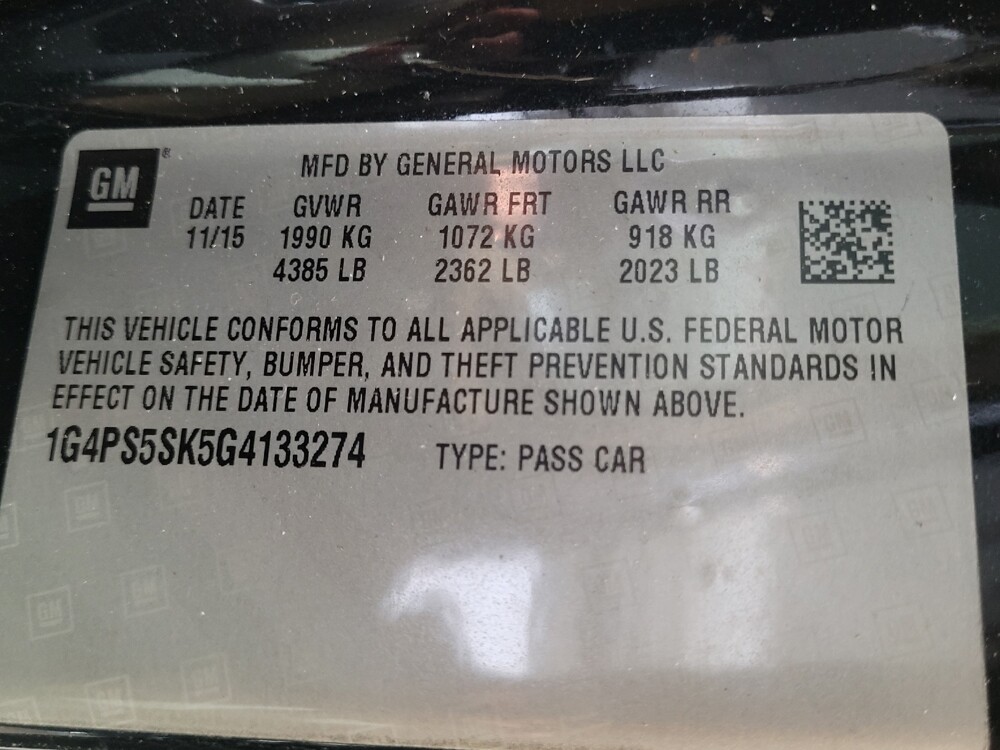 GM
MFD BY GENERAL MOTORS LLC
DATE GVWR GAWR FRT GAWR RR
11/15 1990 KG 1072 KG 918 KG
4385 LB 2362 LB 2023 LB
THIS VEHICLE CONFORMS TO ALL APPLICABLE U.S. FEDERAL MOTOR
VEHICLE SAFETY, BUMPER, AND THEFT PREVENTION STANDARDS IN
EFFECT ON THE DATE OF MANUFACTURE SHOWN ABOVE.
1G4PS5SK5G4133274 TYPE: PASS CAR